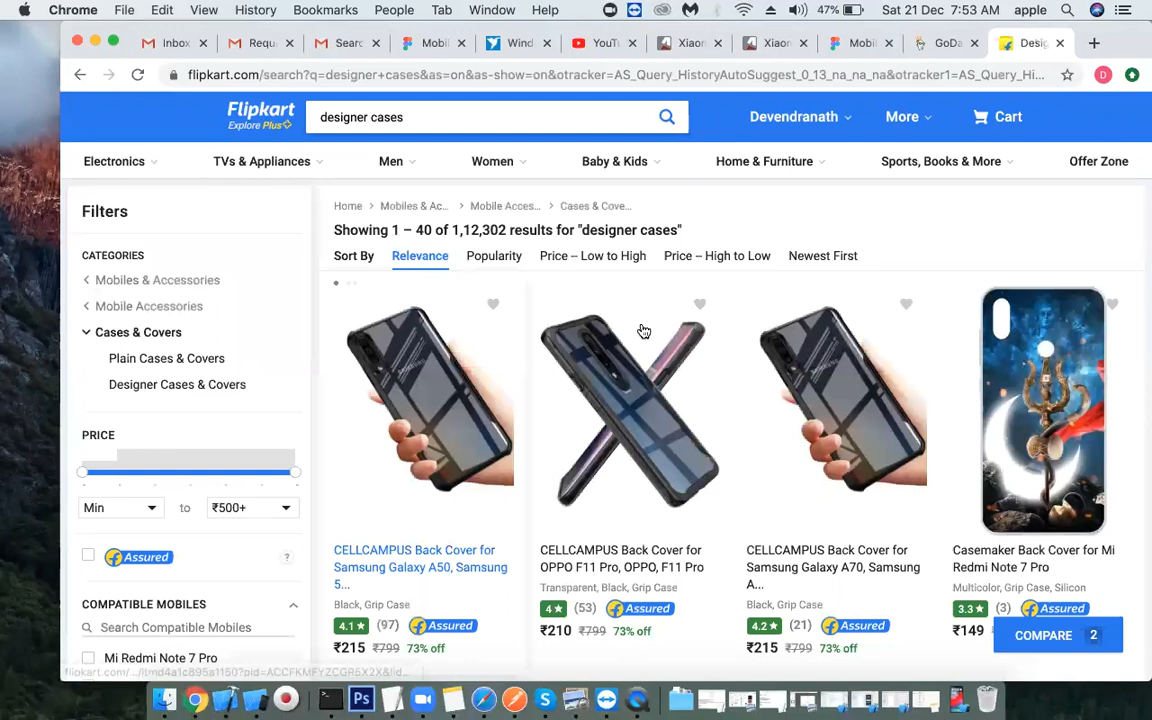 Chrome File Edit View History Bookmarks People Tab Window Help 47% Sat 21 Dec 7:53 AM apple
Inbox Requ Searc Mobil Wind YouTu Xiaon Xiaon Mobil GoDa Desig
flipkart.com/search?q=designer+cases&as=on&as-show=on&otracker=AS_Query_HistoryAutoSuggest_0_13_na_na_na&otracker1=AS_Query_Hi... D
Flipkart
Explore Plus
designer cases
Devendranath
More
Cart
Electronics TVs & Appliances Men Women Baby & Kids Home & Furniture Sports, Books & More Offer Zone
Filters
CATEGORIES
Mobiles & Accessories
Mobile Accessories
Cases & Covers
Plain Cases & Covers
Designer Cases & Covers
PRICE
Min to ₹500+
Assured ?
COMPATIBLE MOBILES
Search Compatible Mobiles
Mi Redmi Note 7 Pro
Home Mobiles & Ac... Mobile Acces... Cases & Cove...
Showing 1 – 40 of 1,12,302 results for "designer cases"
Sort By Relevance Popularity Price -- Low to High Price -- High to Low Newest First
CELLCAMPUS Back Cover for
Samsung Galaxy A50, Samsung
5...
Black, Grip Case
4.1 ★ (97) Assured
₹215 ₹799 73% off
CELLCAMPUS Back Cover for
OPPO F11 Pro, OPPO, F11 Pro
Transparent, Black, Grip Case
4 ★ (53) Assured
₹210 ₹799 73% off
CELLCAMPUS Back Cover for
Samsung Galaxy A70, Samsung
A...
Black, Grip Case
4.2 ★ (21) Assured
₹215 ₹799 73% off
Casemaker Back Cover for Mi
Redmi Note 7 Pro
Multicolor, Grip Case, Silicon
3.3 ★ (3) Assured
₹149
COMPARE 2